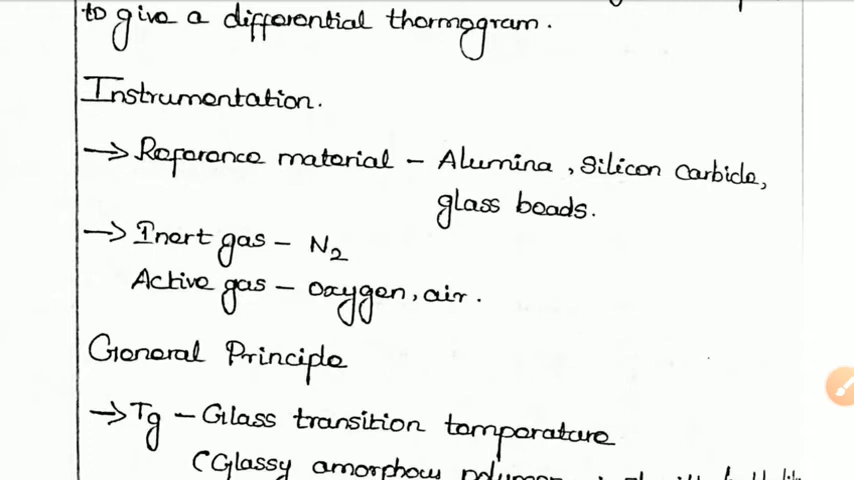 to give a differential thermogram.
Instrumentation.
→ Reference material - Alumina, Silicon carbide,
glass beads.
→ Inert gas - N₂
Active gas - Oxygen, air.
General Principle
→ Tg - Glass transition temperature
(Glassy amorphous polymer